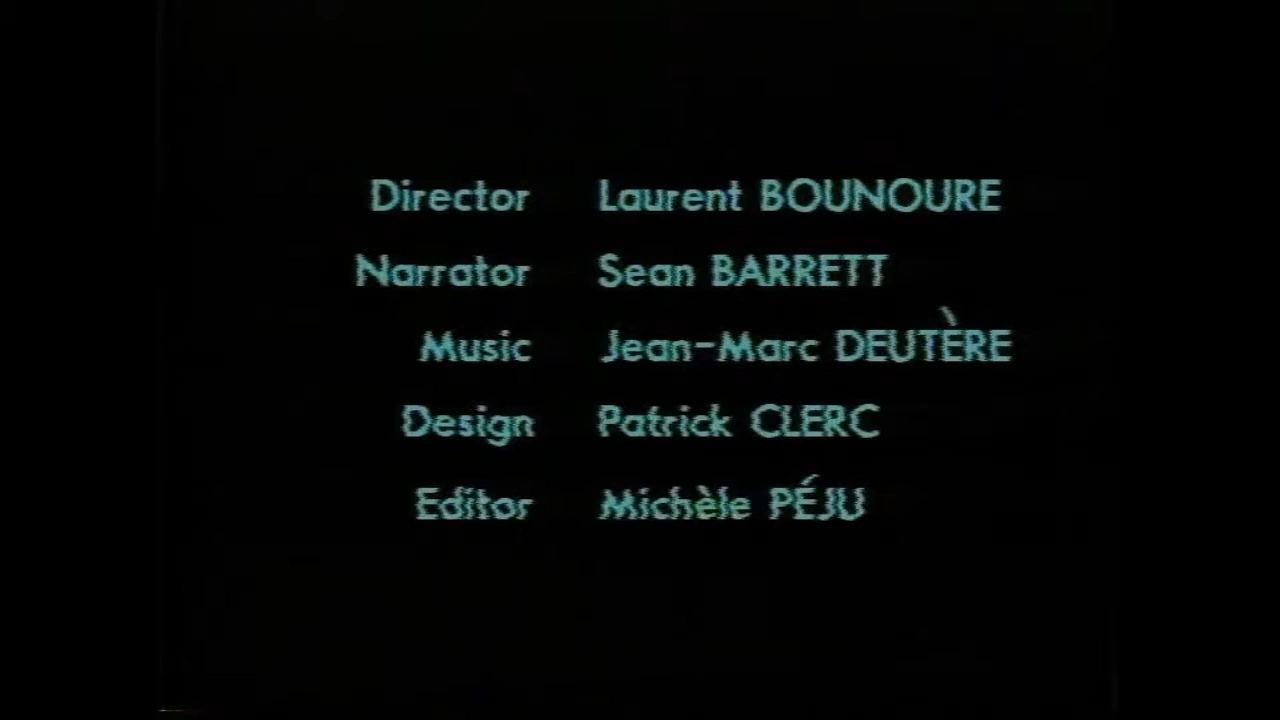 Director Laurent BOUNOURE
Narrator Sean BARRETT
Music Jean-Marc DEUTÈRE
Design Patrick CLERC
Editor Michèle PÉJU